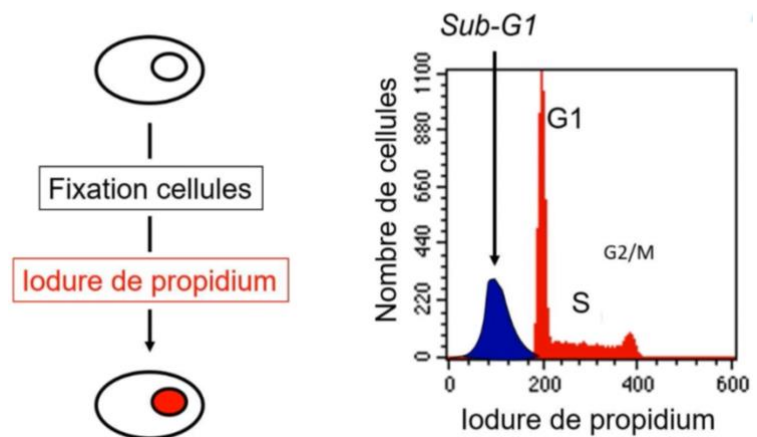 Fixation cellules
Iodure de propidium
Sub-G1
Nombre de cellules
1100
880
660
440
220
0
G1
G2/M
S
0 200 400 600
Iodure de propidium